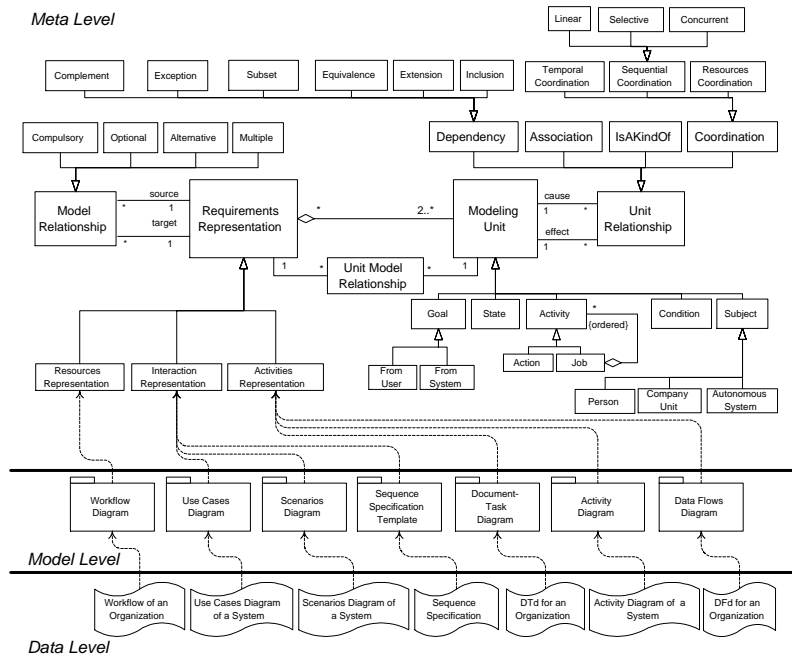 Meta Level
Linear
Selective
Concurrent
Complement
Exception
Subset
Equivalence
Extension
Inclusion
Temporal
Coordination
Sequential
Coordination
Resources
Coordination
Compulsory
Optional
Alternative
Multiple
Dependency
Association
IsAKindOf
Coordination
Model
Relationship
source
*
1
target
*
1
Requirements
Representation
*
2..*
Modeling
Unit
cause
1
*
effect
1
*
Unit
Relationship
1
*
Unit Model
Relationship
*
1
Goal
State
Activity
*
{ordered}
Condition
Subject
From
User
From
System
Action
Job
Person
Company
Unit
Autonomous
System
Resources
Representation
Interaction
Representation
Activities
Representation
Workflow
Diagram
Use Cases
Diagram
Scenarios
Diagram
Sequence
Specification
Template
Document-
Task
Diagram
Activity
Diagram
Data Flows
Diagram
Model Level
Workflow of an
Organization
Use Cases Diagram
of a System
Scenarios Diagram of
a System
Sequence
Specification
DTd for an
Organization
Activity Diagram of a
System
DFd for an
Organization
Data Level